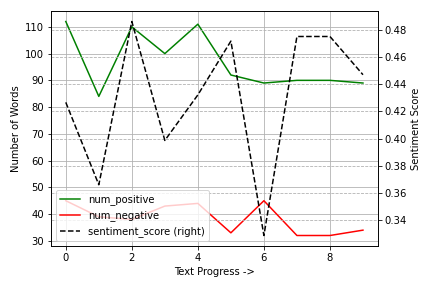 110
100
90
80
70
60
50
40
30
Number of Words
0.48
0.46
0.44
0.42
0.40
0.38
0.36
0.34
Sentiment Score
num_positive
num_negative
sentiment_score (right)
0 2 4 6 8
Text Progress ->